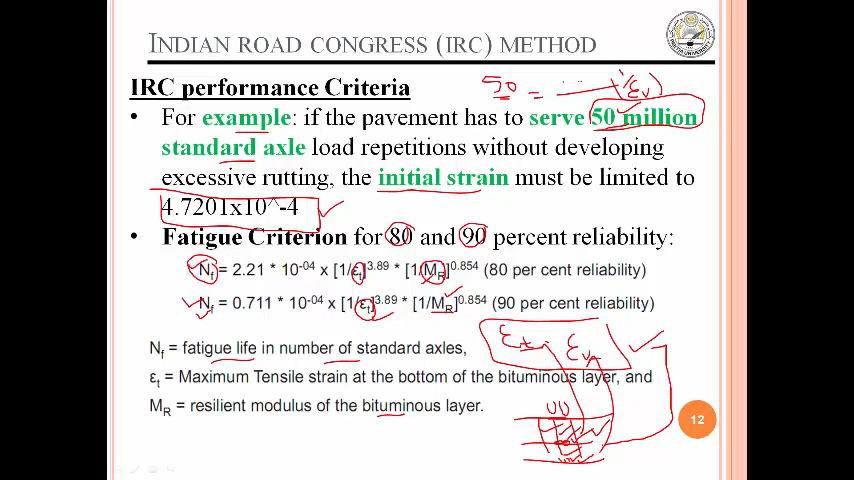 INDIAN ROAD CONGRESS (IRC) METHOD
IRC performance Criteria
50 = (εv)
• For example: if the pavement has to serve 50 million
standard axle load repetitions without developing
excessive rutting, the initial strain must be limited to
4.7201x10^-4
• Fatigue Criterion for 80 and 90 percent reliability:
Nf = 2.21 * 10-04 x [1/εt]3.89 * [1/MR]0.854 (80 per cent reliability)
Nf = 0.711 * 10-04 x [1/εt]3.89 * [1/MR]0.854 (90 per cent reliability)
εt εv
Nf = fatigue life in number of standard axles,
εt = Maximum Tensile strain at the bottom of the bituminous layer, and
MR = resilient modulus of the bituminous layer.
12